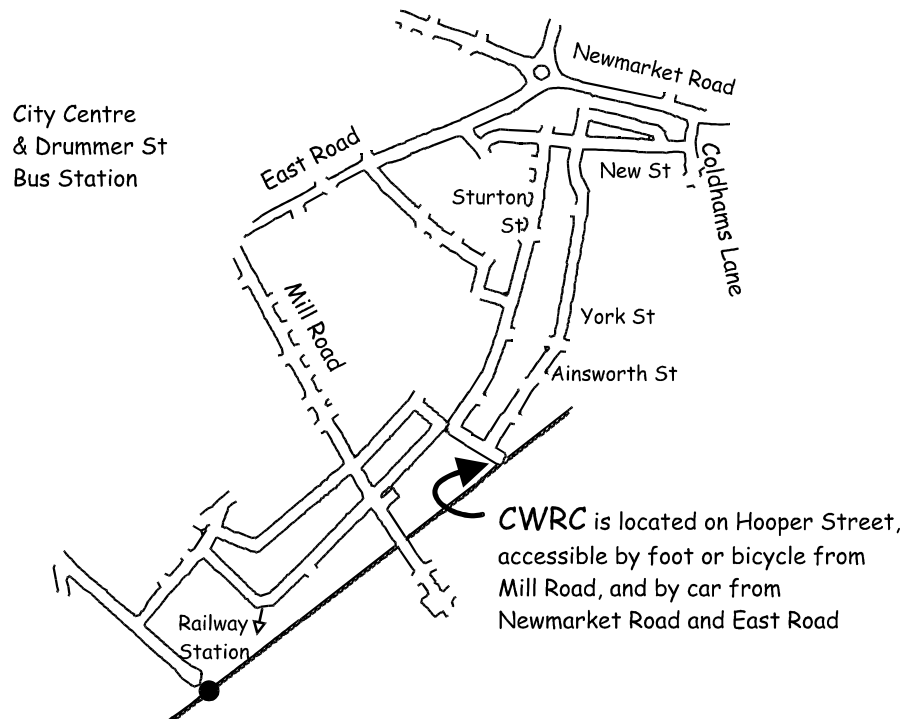 Newmarket Road
City Centre
& Drummer St
Bus Station
East Road
New St
Coldhams Lane
Sturton
St
Mill Road
York St
Ainsworth St
CWRC is located on Hooper Street,
accessible by foot or bicycle from
Mill Road, and by car from
Newmarket Road and East Road
Railway
Station